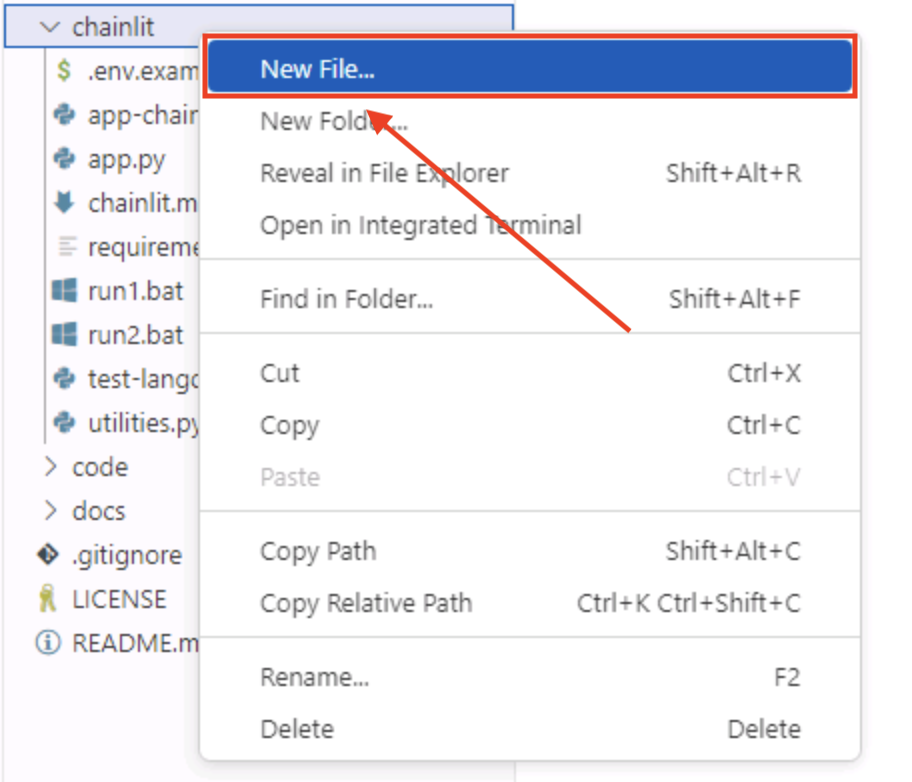 chainlit
.env.exam
app-chain
app.py
chainlit.m
requireme
run1.bat
run2.bat
test-langc
utilities.py
code
docs
.gitignore
LICENSE
README.m
New File...
New Folder...
Reveal in File Explorer Shift+Alt+R
Open in Integrated Terminal
Find in Folder... Shift+Alt+F
Cut Ctrl+X
Copy Ctrl+C
Paste Ctrl+V
Copy Path Shift+Alt+C
Copy Relative Path Ctrl+K Ctrl+Shift+C
Rename... F2
Delete Delete